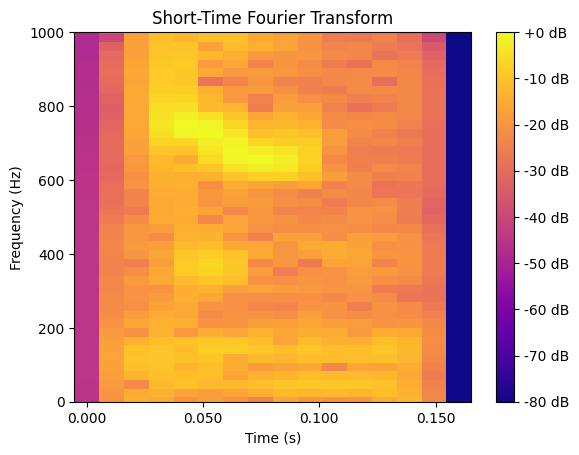 Short-Time Fourier Transform
1000
800
600
400
200
0
Frequency (Hz)
0.000
0.050
0.100
0.150
Time (s)
+0 dB
-10 dB
-20 dB
-30 dB
-40 dB
-50 dB
-60 dB
-70 dB
-80 dB